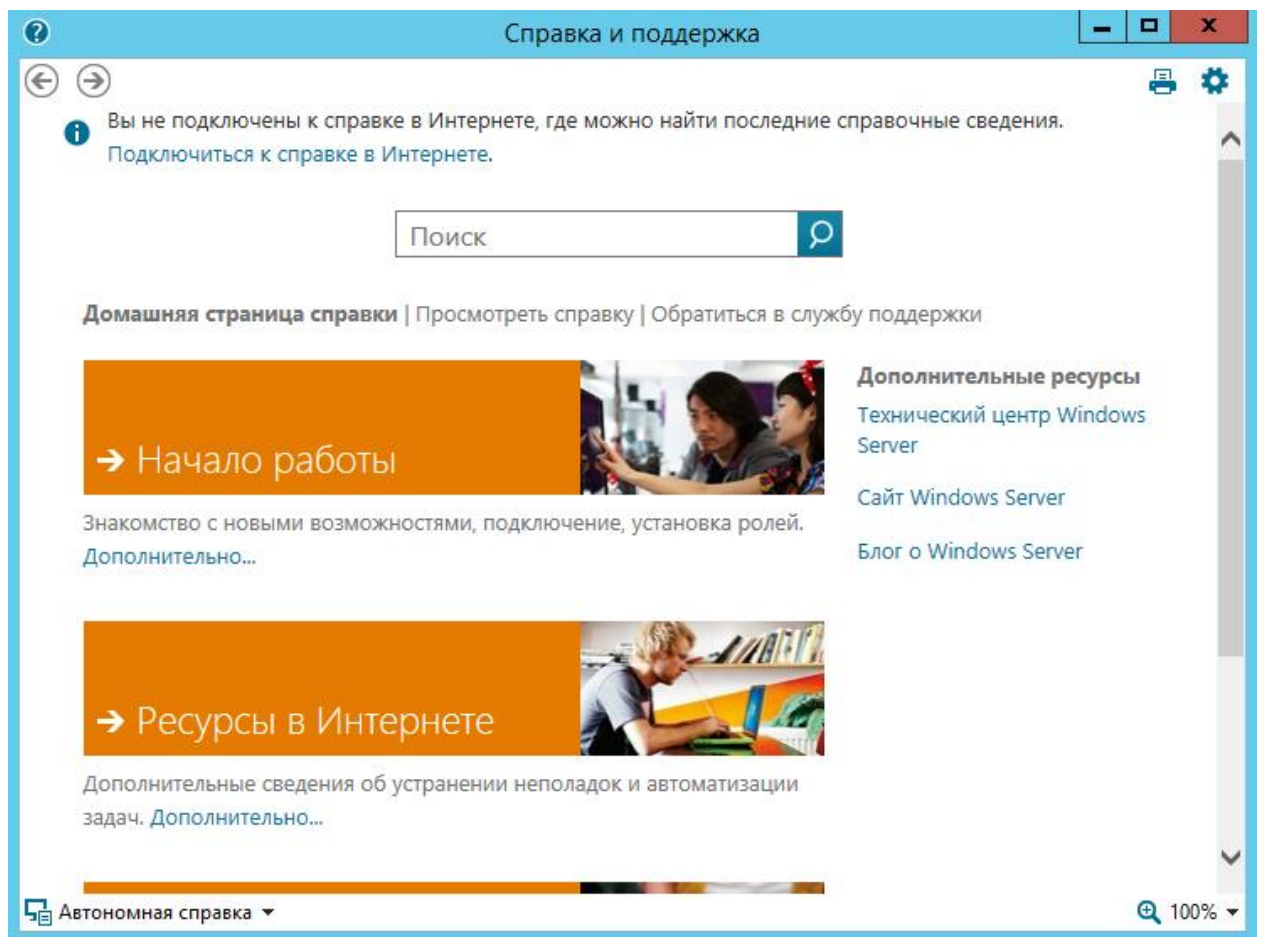 Справка и поддержка
Вы не подключены к справке в Интернете, где можно найти последние справочные сведения.
Подключиться к справке в Интернете.
Поиск
Домашняя страница справки | Просмотреть справку | Обратиться в службу поддержки
→ Начало работы
Знакомство с новыми возможностями, подключение, установка ролей.
Дополнительно...
Дополнительные ресурсы
Технический центр Windows
Server
Сайт Windows Server
Блог о Windows Server
→ Ресурсы в Интернете
Дополнительные сведения об устранении неполадок и автоматизации
задач. Дополнительно...
Автономная справка
100%